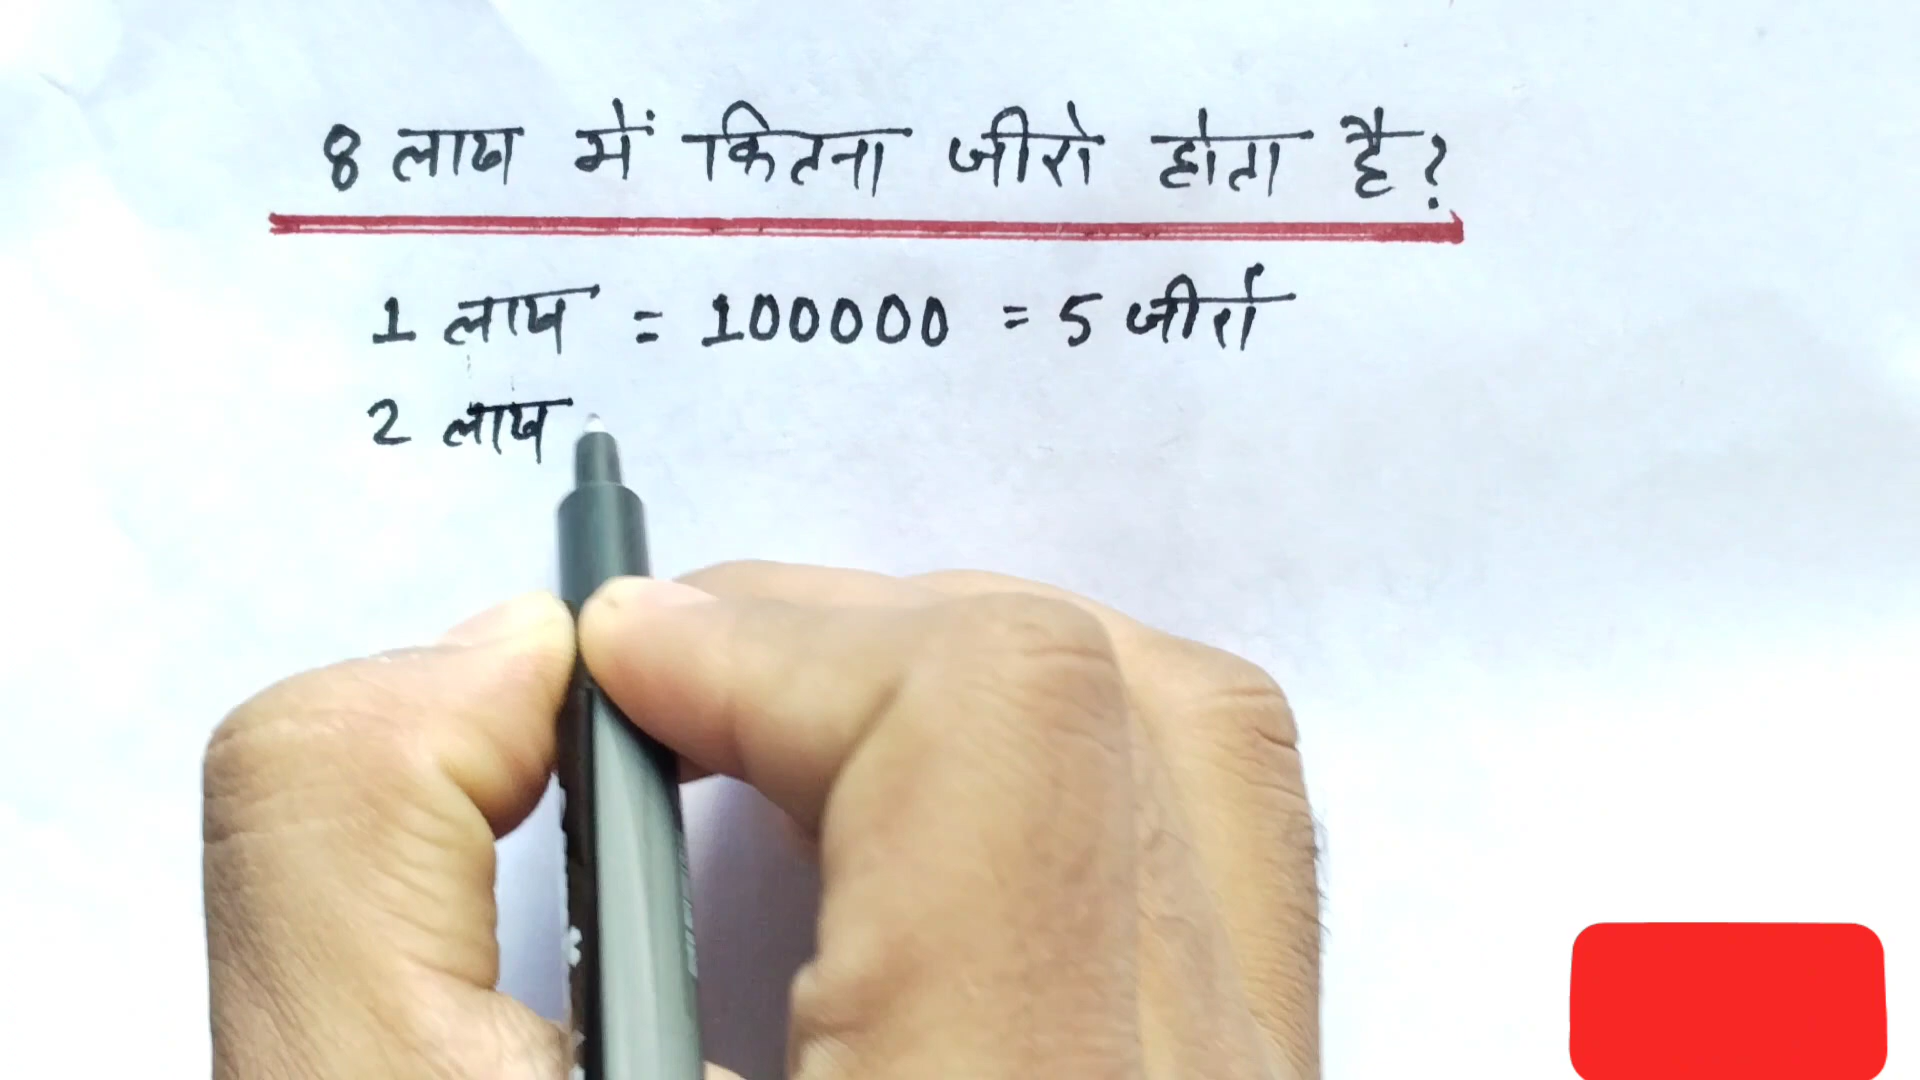 8 लाख में कितना जीरो होता है?
1 लाख = 100000 = 5 जीरो
2 लाख